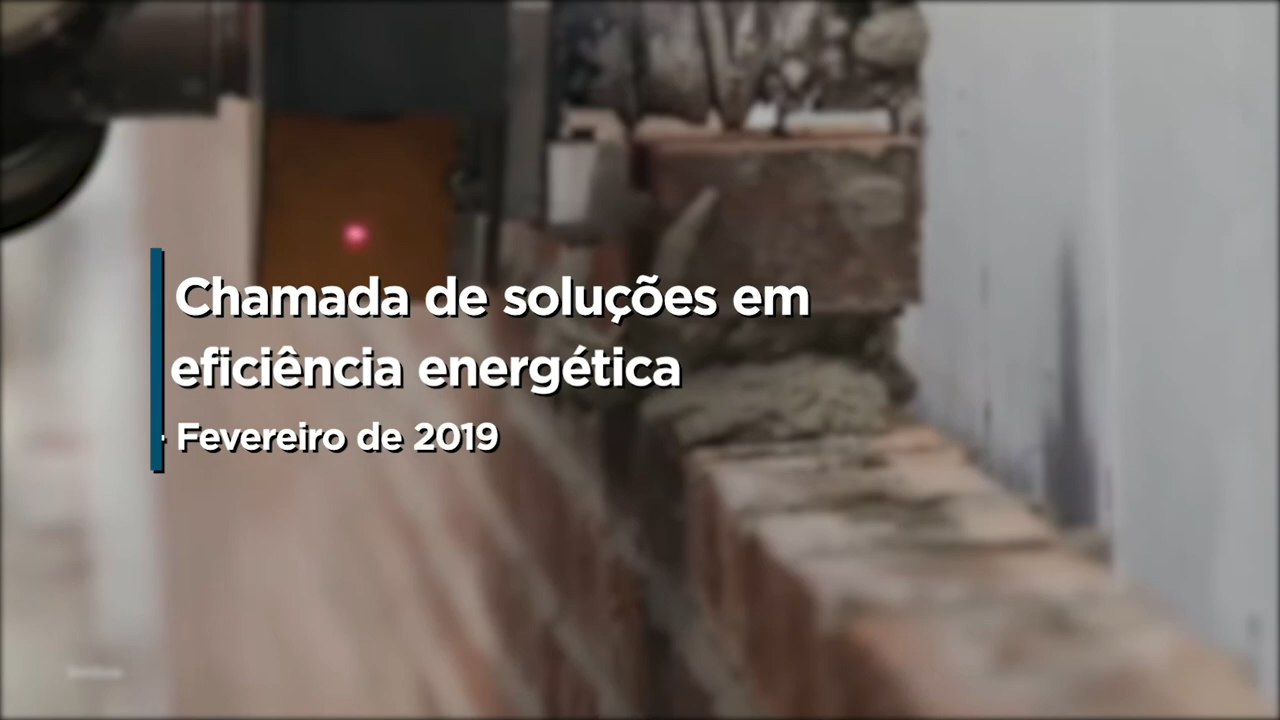 Chamada de soluções em
eficiência energética
- Fevereiro de 2019